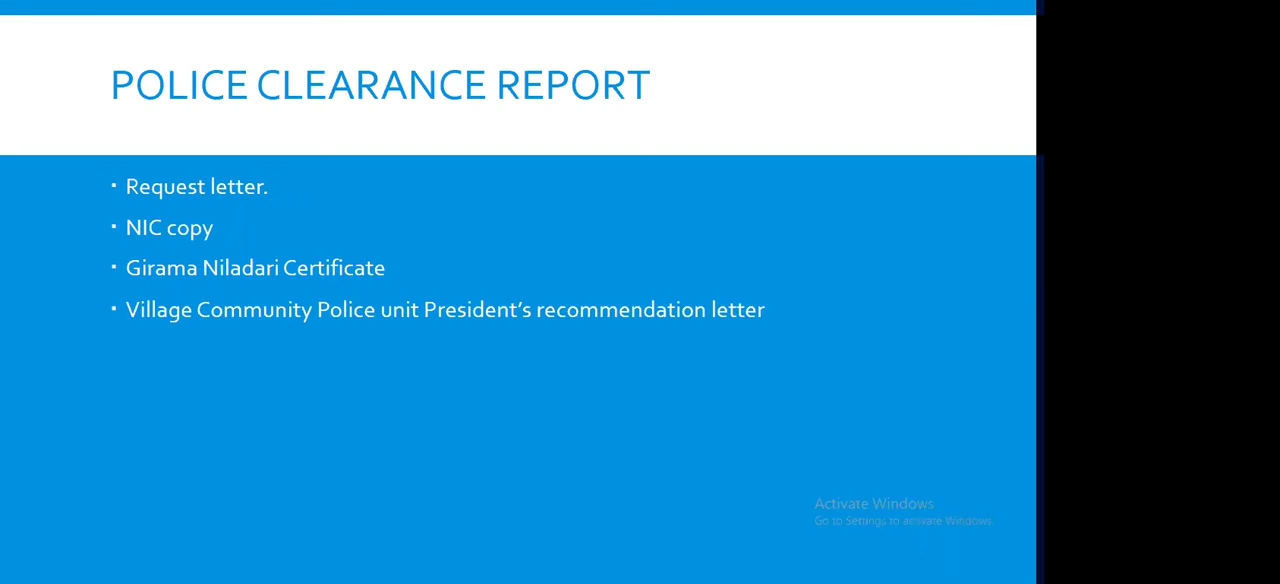 POLICE CLEARANCE REPORT
▪ Request letter.
▪ NIC copy
▪ Girama Niladari Certificate
▪ Village Community Police unit President’s recommendation letter
Activate Windows
Go to Settings to activate Windows.